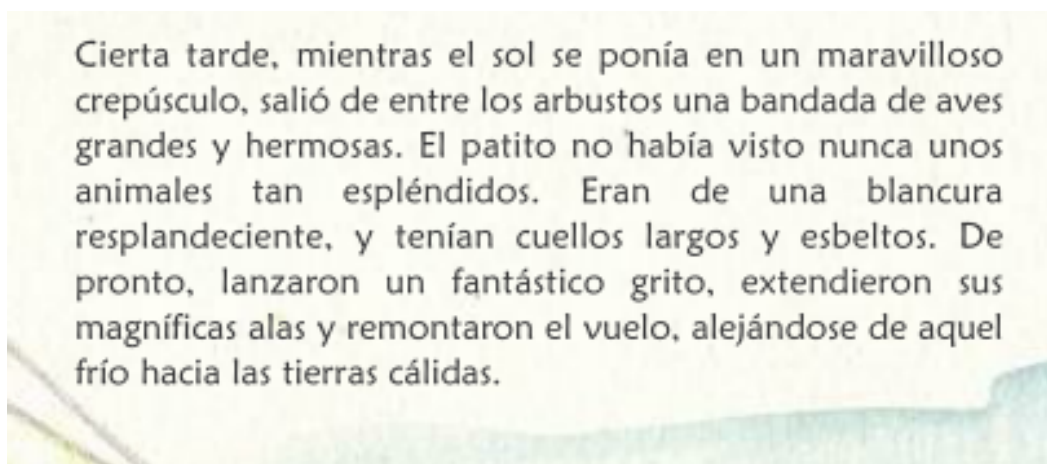 Cierta tarde, mientras el sol se ponía en un maravilloso
crepúsculo, salió de entre los arbustos una bandada de aves
grandes y hermosas. El patito no había visto nunca unos
animales tan espléndidos. Eran de una blancura
resplandeciente, y tenían cuellos largos y esbeltos. De
pronto, lanzaron un fantástico grito, extendieron sus
magníficas alas y remontaron el vuelo, alejándose de aquel
frío hacia las tierras cálidas.